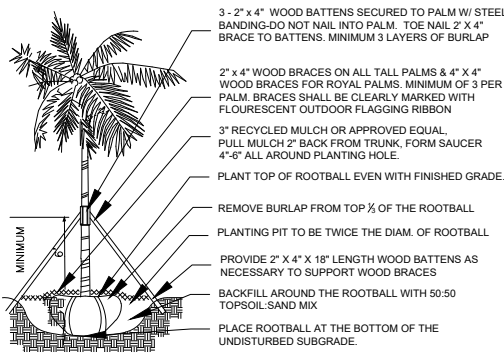 3 - 2" x 4"  WOOD BATTENS SECURED TO PALM W/ STEEL
BANDING-DO NOT NAIL INTO PALM.  TOE NAIL 2' X 4"
BRACE TO BATTENS. MINIMUM 3 LAYERS OF BURLAP
2" x 4" WOOD BRACES ON ALL TALL PALMS & 4" X 4"
WOOD BRACES FOR ROYAL PALMS. MINIMUM OF 3 PER
PALM. BRACES SHALL BE CLEARLY MARKED WITH
FLOURESCENT OUTDOOR FLAGGING RIBBON
3" RECYCLED MULCH OR APPROVED EQUAL,
PULL MULCH 2" BACK FROM TRUNK, FORM SAUCER
4"-6" ALL AROUND PLANTING HOLE.
PLANT TOP OF ROOTBALL EVEN WITH FINISHED GRADE.
REMOVE BURLAP FROM TOP ⅓ OF THE ROOTBALL
PLANTING PIT TO BE TWICE THE DIAM. OF ROOTBALL
PROVIDE 2" X 4" X 18" LENGTH WOOD BATTENS AS
NECESSARY TO SUPPORT WOOD BRACES
BACKFILL AROUND THE ROOTBALL WITH 50:50
TOPSOIL:SAND MIX
PLACE ROOTBALL AT THE BOTTOM OF THE
UNDISTURBED SUBGRADE.
MINIMUM
6'